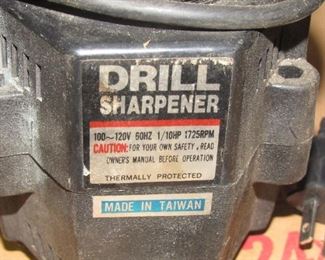 DRILL
SHARPENER
100~120V 60HZ 1/10HP 1725RPM
CAUTION: FOR YOUR OWN SAFETY, READ
OWNER'S MANUAL BEFORE OPERATION
THERMALLY PROTECTED
MADE IN TAIWAN